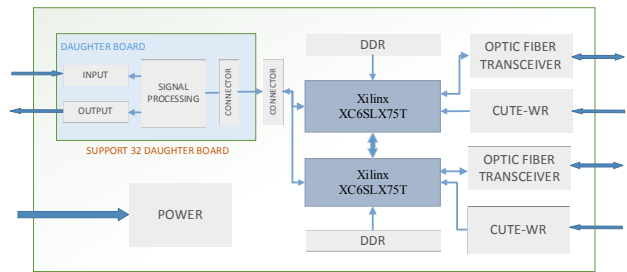 DAUGHTER BOARD
INPUT
OUTPUT
SIGNAL
PROCESSING
CONNECTOR
CONNECTOR
SUPPORT 32 DAUGHTER BOARD
POWER
DDR
Xilinx
XC6SLX75T
Xilinx
XC6SLX75T
DDR
OPTIC FIBER
TRANSCEIVER
CUTE-WR
OPTIC FIBER
TRANSCEIVER
CUTE-WR